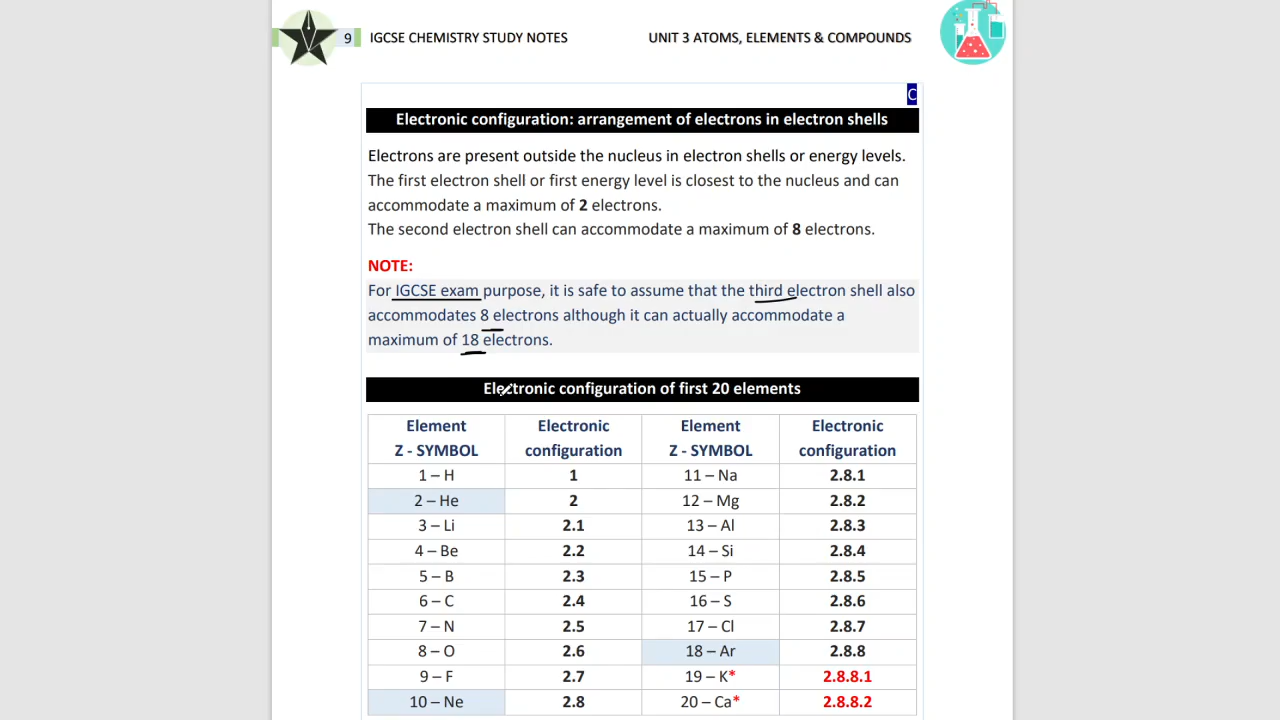 9 IGCSE CHEMISTRY STUDY NOTES UNIT 3 ATOMS, ELEMENTS & COMPOUNDS
C
Electronic configuration: arrangement of electrons in electron shells
Electrons are present outside the nucleus in electron shells or energy levels.
The first electron shell or first energy level is closest to the nucleus and can
accommodate a maximum of 2 electrons.
The second electron shell can accommodate a maximum of 8 electrons.
NOTE:
For IGCSE exam purpose, it is safe to assume that the third electron shell also
accommodates 8 electrons although it can actually accommodate a
maximum of 18 electrons.
Electronic configuration of first 20 elements
Element Electronic Element Electronic
Z - SYMBOL configuration Z - SYMBOL configuration
1 – H 1 11 – Na 2.8.1
2 – He 2 12 – Mg 2.8.2
3 – Li 2.1 13 – Al 2.8.3
4 – Be 2.2 14 – Si 2.8.4
5 – B 2.3 15 – P 2.8.5
6 – C 2.4 16 – S 2.8.6
7 – N 2.5 17 – Cl 2.8.7
8 – O 2.6 18 – Ar 2.8.8
9 – F 2.7 19 – K* 2.8.8.1
10 – Ne 2.8 20 – Ca* 2.8.8.2